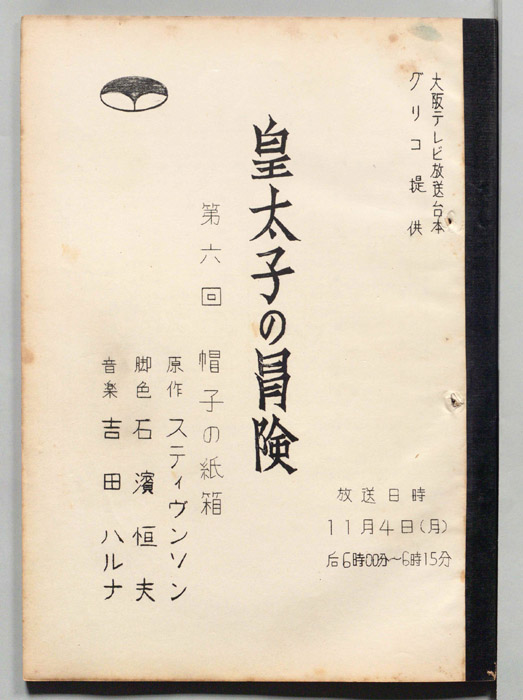 大阪テレビ放送台本
グリコ提供
皇太子の冒険
第六回 帽子の紙箱
原作 スティヴンソン
脚色 石濱恒夫
音楽 吉田ハルナ
放送日時
11月4日(月)
后6時00分〜6時15分